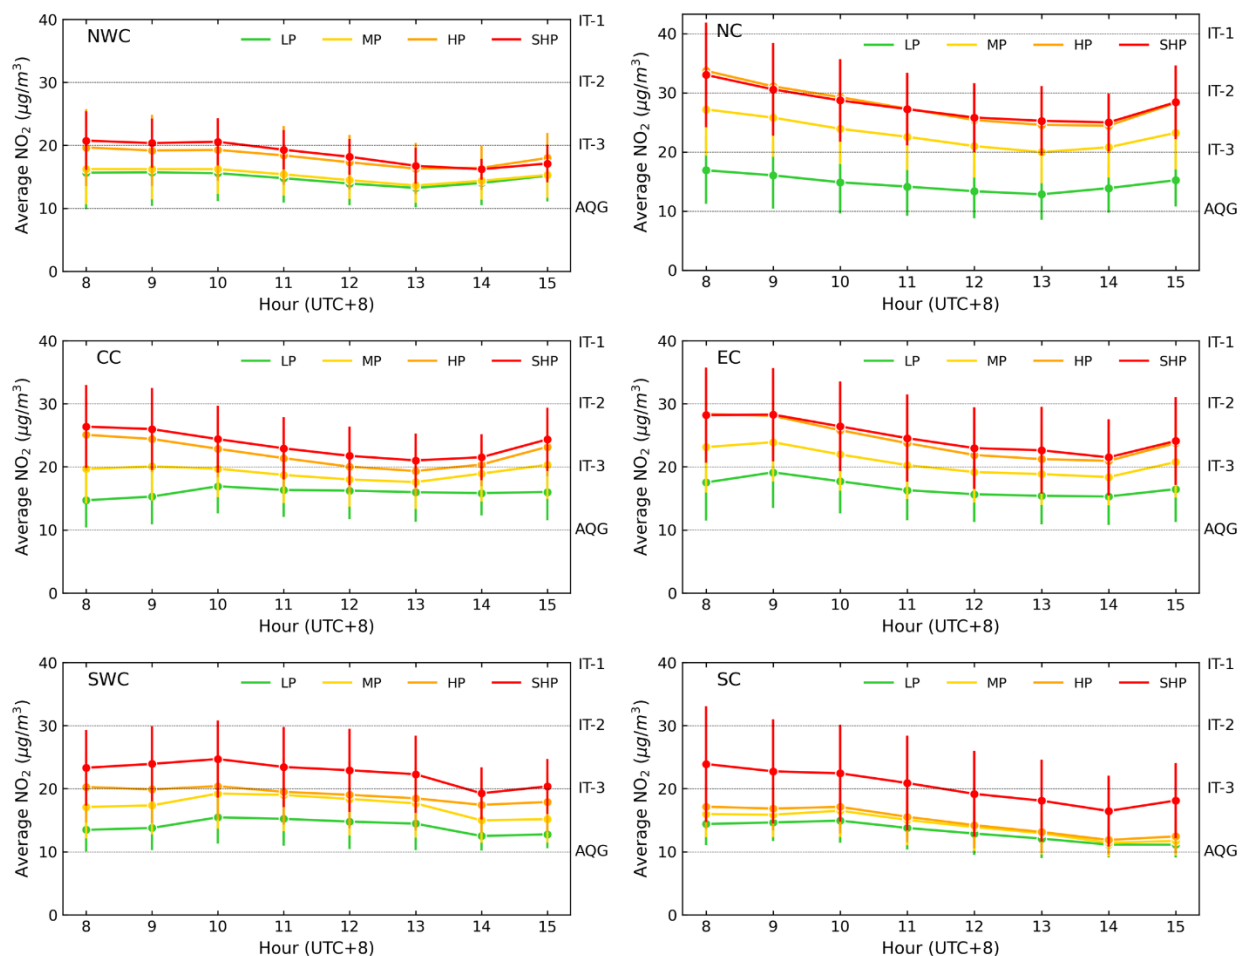 NWC
LP MP HP SHP
Average NO₂ (μg/m³)
40
30
20
10
0
IT-1
IT-2
IT-3
AQG
8 9 10 11 12 13 14 15
Hour (UTC+8)
NC
LP MP HP SHP
Average NO₂ (μg/m³)
40
30
20
10
0
IT-1
IT-2
IT-3
AQG
8 9 10 11 12 13 14 15
Hour (UTC+8)
CC
LP MP HP SHP
Average NO₂ (μg/m³)
40
30
20
10
0
IT-1
IT-2
IT-3
AQG
8 9 10 11 12 13 14 15
Hour (UTC+8)
EC
LP MP HP SHP
Average NO₂ (μg/m³)
40
30
20
10
0
IT-1
IT-2
IT-3
AQG
8 9 10 11 12 13 14 15
Hour (UTC+8)
SWC
LP MP HP SHP
Average NO₂ (μg/m³)
40
30
20
10
0
IT-1
IT-2
IT-3
AQG
8 9 10 11 12 13 14 15
Hour (UTC+8)
SC
LP MP HP SHP
Average NO₂ (μg/m³)
40
30
20
10
0
IT-1
IT-2
IT-3
AQG
8 9 10 11 12 13 14 15
Hour (UTC+8)